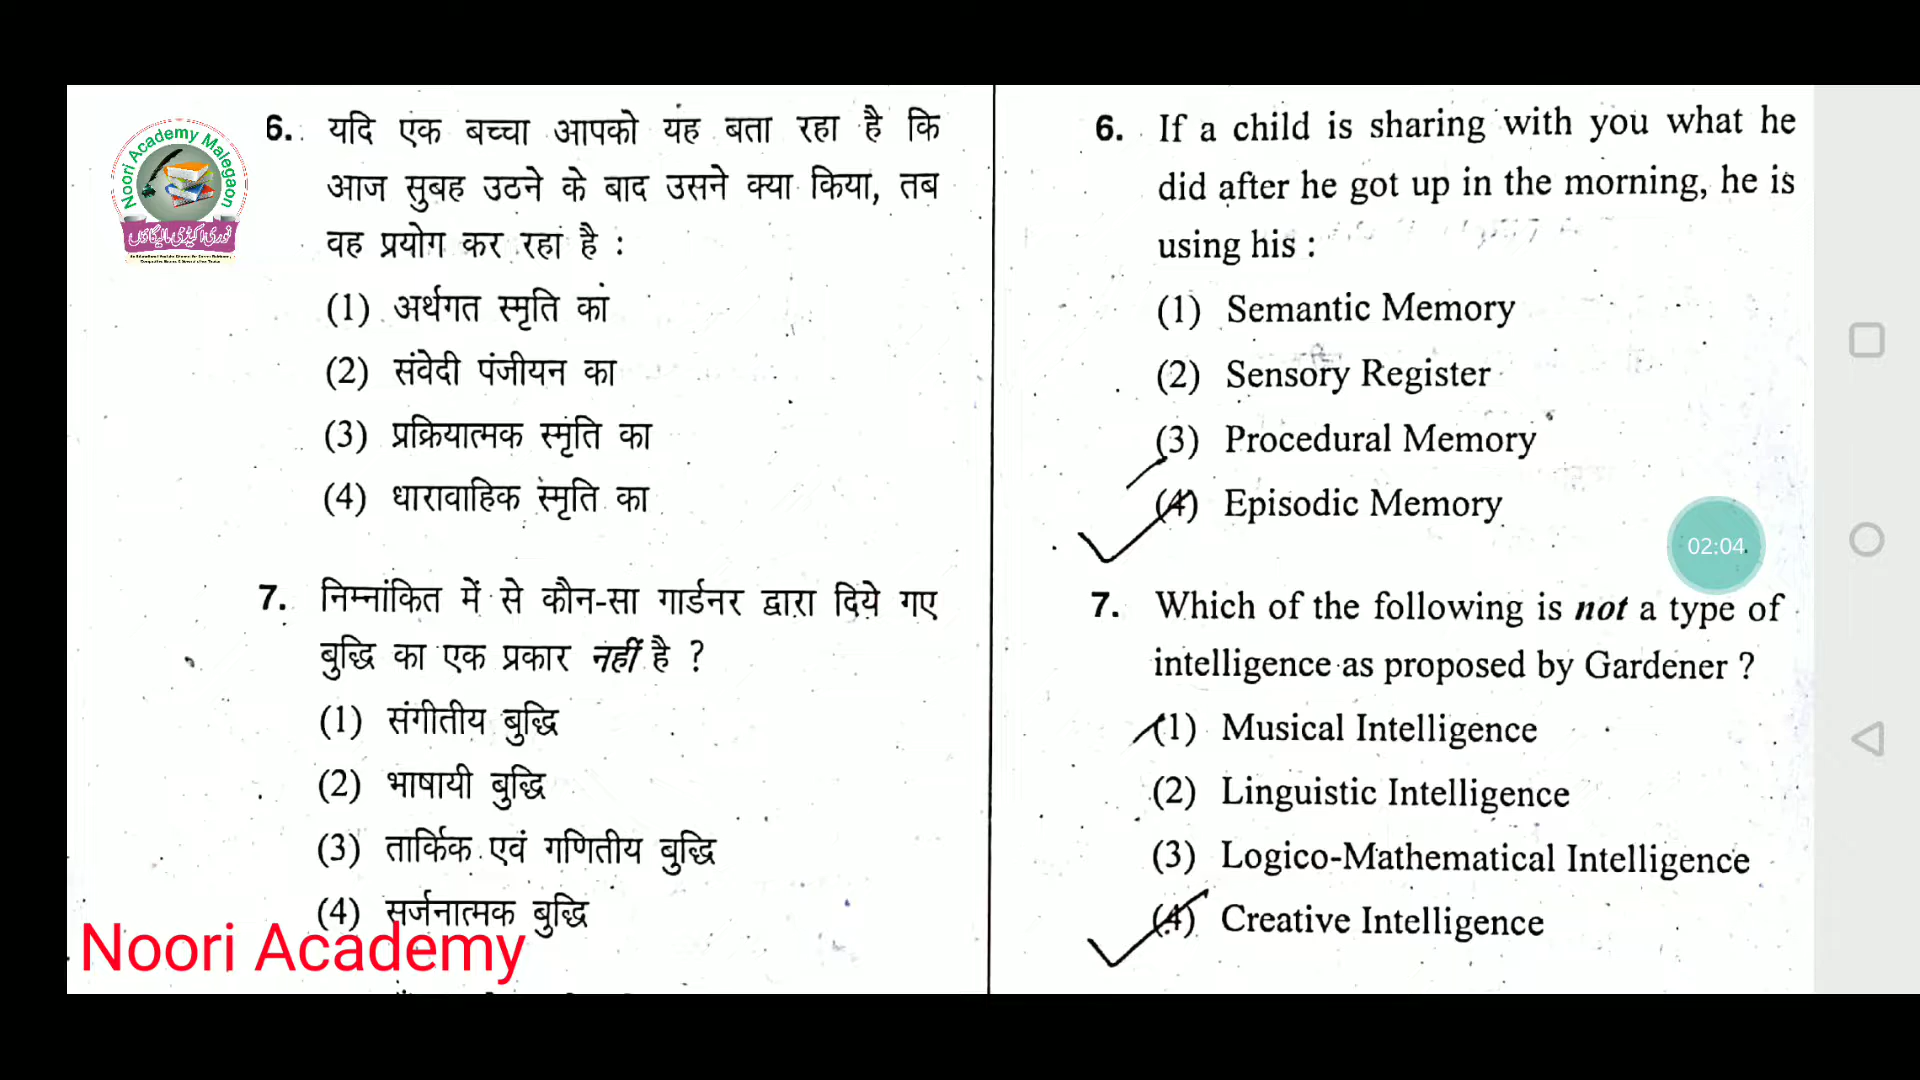 Noori Academy Malegaon
6. यदि एक बच्चा आपको यह बता रहा है कि
आज सुबह उठने के बाद उसने क्या किया, तब
वह प्रयोग कर रहा है :
(1) अर्थगत स्मृति का
(2) संवेदी पंजीयन का
(3) प्रक्रियात्मक स्मृति का
(4) धारावाहिक स्मृति का
7. निम्नांकित में से कौन-सा गार्डनर द्वारा दिये गए
बुद्धि का एक प्रकार नहीं है ?
(1) संगीतीय बुद्धि
(2) भाषायी बुद्धि
(3) तार्किक एवं गणितीय बुद्धि
(4) सर्जनात्मक बुद्धि
Noori Academy
6. If a child is sharing with you what he
did after he got up in the morning, he is
using his :
(1) Semantic Memory
(2) Sensory Register
(3) Procedural Memory
(4) Episodic Memory
02:04
7. Which of the following is not a type of
intelligence as proposed by Gardener ?
(1) Musical Intelligence
(2) Linguistic Intelligence
(3) Logico-Mathematical Intelligence
(4) Creative Intelligence